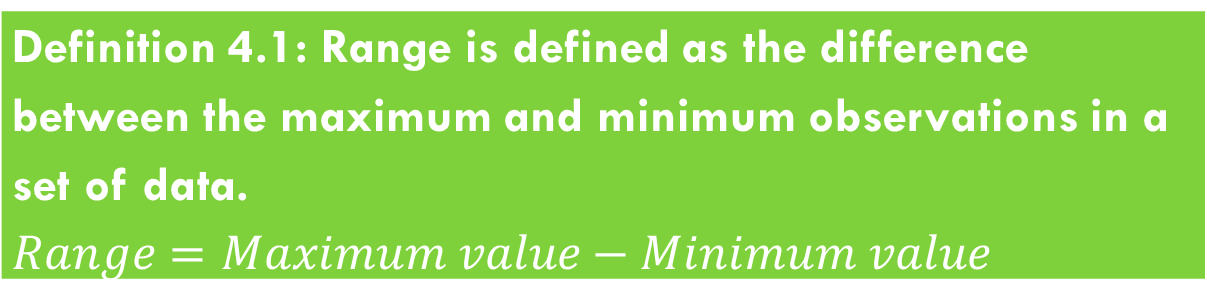 Definition 4.1: Range is defined as the difference
between the maximum and minimum observations in a
set of data.
Range = Maximum value − Minimum value